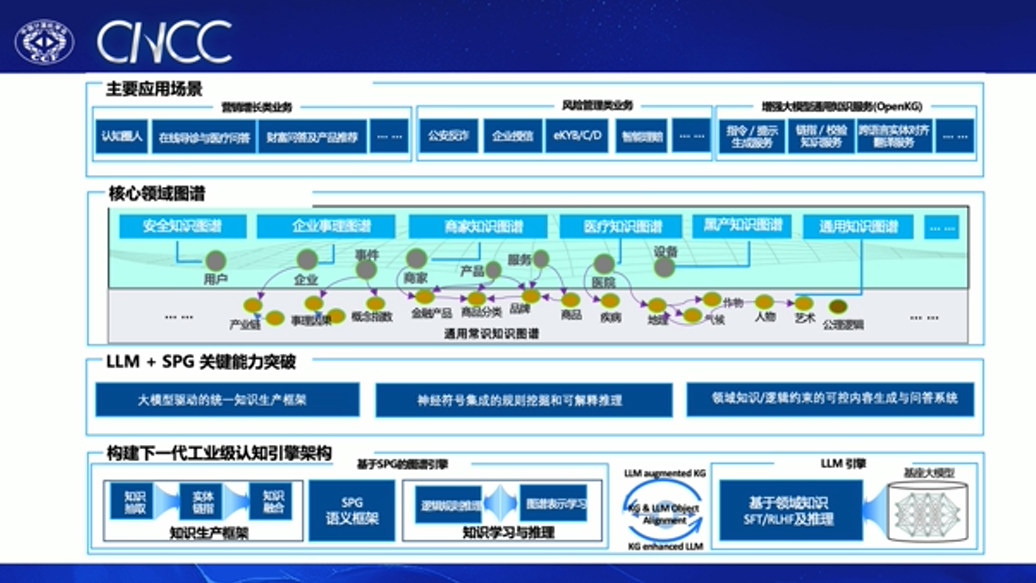 中国计算机学会
CCF
CNCC
主要应用场景
营销增长类业务
风险管理类业务
增强大模型通用知识服务(OpenKG)
认知圈人
在线导诊与医疗问答
财富问答及产品推荐
... ...
公安反诈
企业授信
eKYB/C/D
智能理赔
... ...
指令 / 提示
生成服务
链指 / 校验
知识服务
跨语言实体对齐
翻译服务
... ...
核心领域图谱
安全知识图谱
企业事理图谱
商家知识图谱
医疗知识图谱
黑产知识图谱
通用知识图谱
... ...
用户
企业
事件
商家
产品
服务
医院
设备
... ...
产业链
事理因果
概念指数
金融产品
商品分类
品牌
商品
疾病
地理
气候
作物
人物
艺术
公理逻辑
... ...
通用常识知识图谱
LLM + SPG 关键能力突破
大模型驱动的统一知识生产框架
神经符号集成的规则挖掘和可解释推理
领域知识/逻辑约束的可控内容生成与问答系统
构建下一代工业级认知引擎架构
基于SPG的图谱引擎
知识
抽取
实体
链指
知识
融合
知识生产框架
SPG
语义框架
逻辑规则推理
图谱表示学习
知识学习与推理
LLM augmented KG
KG & LLM Object
Alignment
KG enhanced LLM
LLM 引擎
基于领域知识
SFT/RLHF及推理
基座大模型